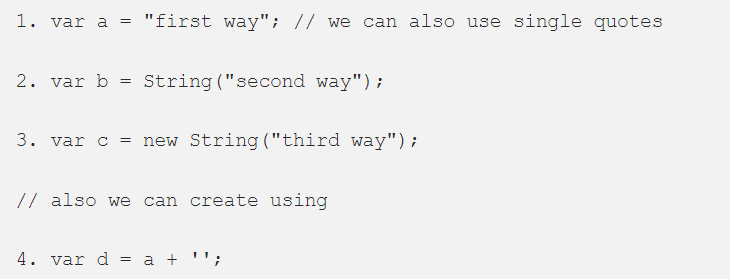 1. var a = "first way"; // we can also use single quotes
2. var b = String("second way");
3. var c = new String("third way");
// also we can create using
4. var d = a + '';